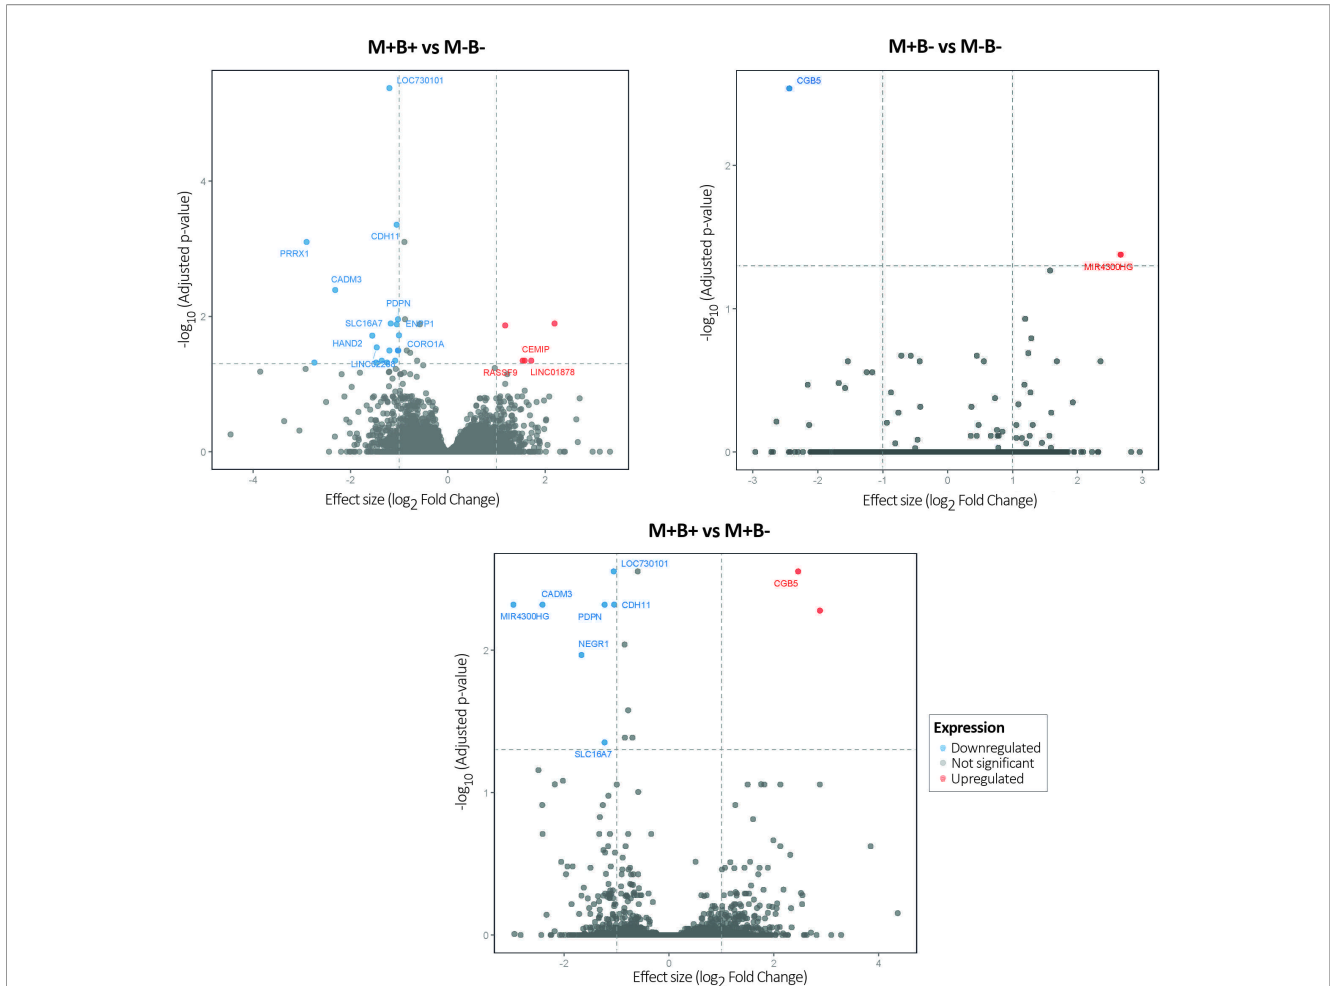 M+B+ vs M-B-
LOC730101
4
CDH11
PRRX1
CADM3
PDPN
2
SLC16A7
ENPP1
HAND2
CORO1A
CEMIP
RASSF9
LINC01878
0
-4
-2
0
2
-log10 (Adjusted p-value)
Effect size (log2 Fold Change)
M+B- vs M-B-
CGB5
2
MIR4300HG
1
0
-3
-2
-1
0
1
2
3
-log10 (Adjusted p-value)
Effect size (log2 Fold Change)
M+B+ vs M+B-
LOC730101
CGB5
CADM3
MIR4300HG
PDPN
CDH11
2
NEGR1
SLC16A7
1
0
-2
0
2
4
-log10 (Adjusted p-value)
Effect size (log2 Fold Change)
Expression
Downregulated
Not significant
Upregulated